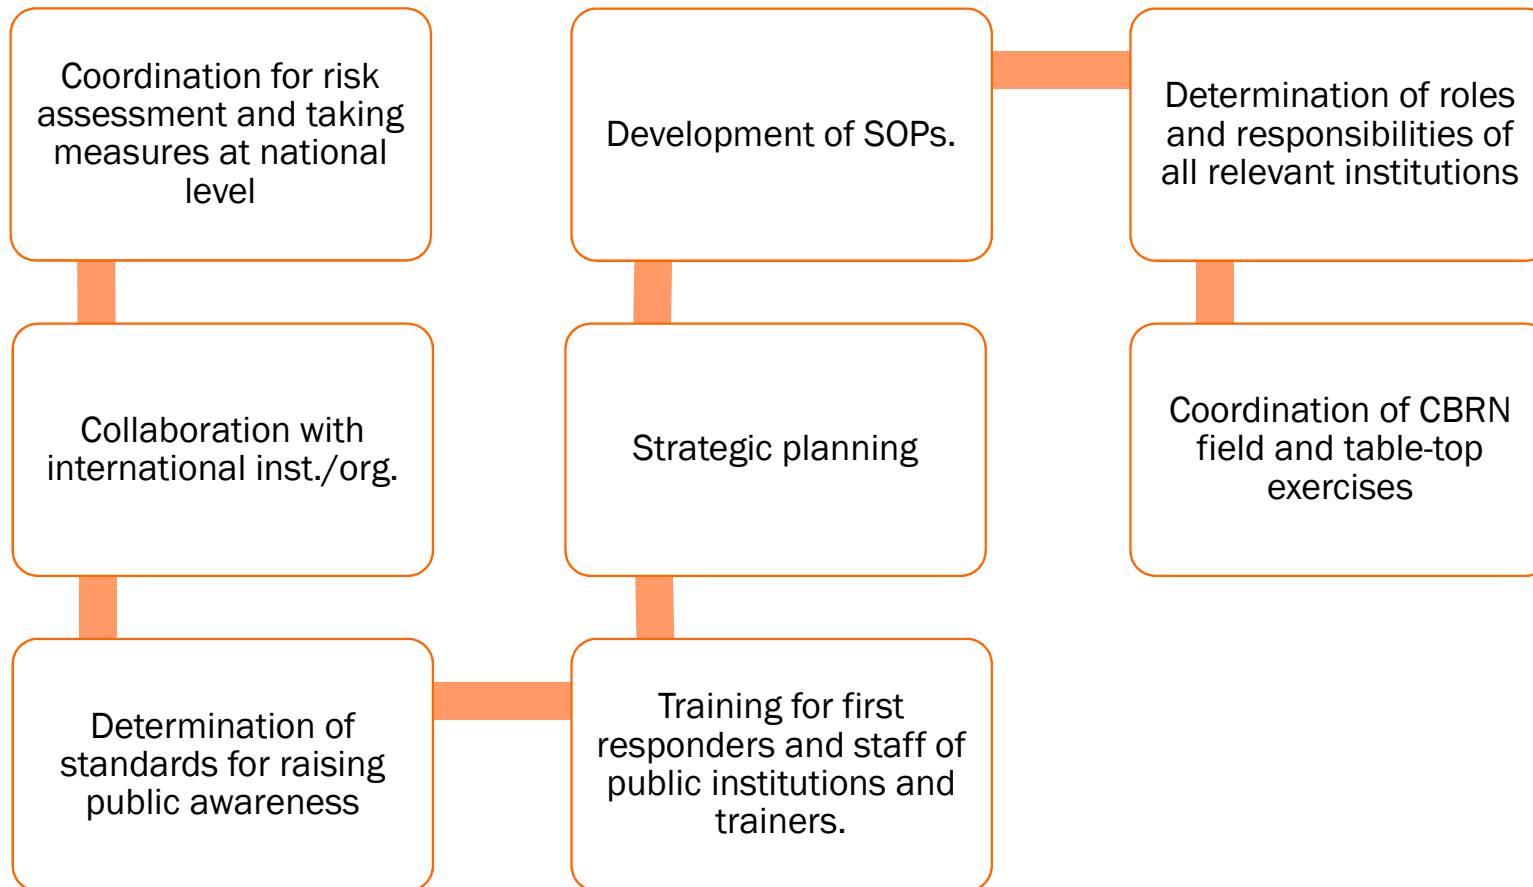 Coordination for risk
assessment and taking
measures at national
level
Collaboration with
international inst./org.
Determination of
standards for raising
public awareness
Training for first
responders and staff of
public institutions and
trainers.
Strategic planning
Development of SOPs.
Determination of roles
and responsibilities of
all relevant institutions
Coordination of CBRN
field and table-top
exercises